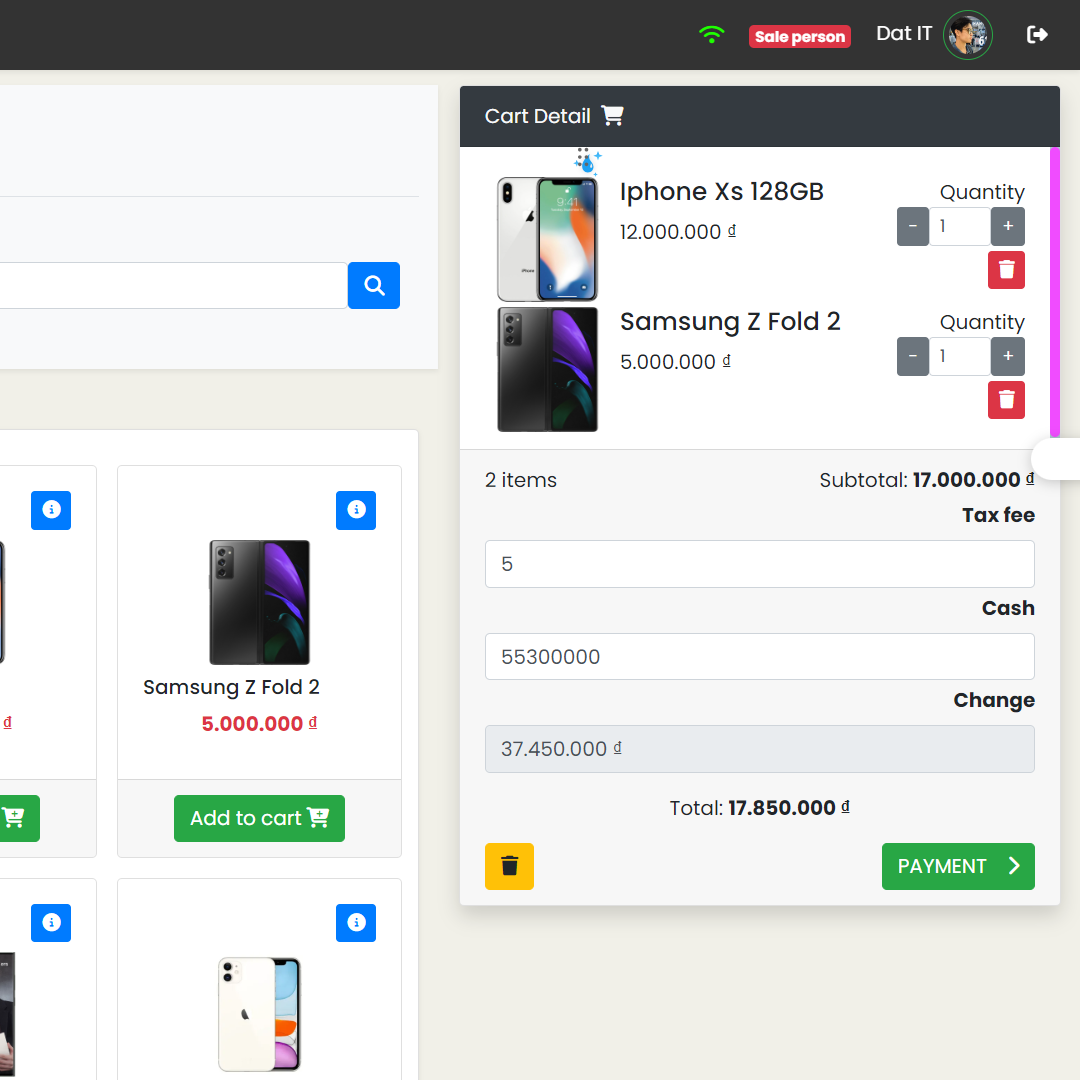 Sale person
Dat IT
Cart Detail
Iphone Xs 128GB
12.000.000 ₫
Quantity
-
1
+
Samsung Z Fold 2
5.000.000 ₫
Quantity
-
1
+
2 items
Subtotal: 17.000.000 ₫
Tax fee
5
Cash
55300000
Change
37.450.000 ₫
Total: 17.850.000 ₫
PAYMENT
₫
Samsung Z Fold 2
5.000.000 ₫
Add to cart